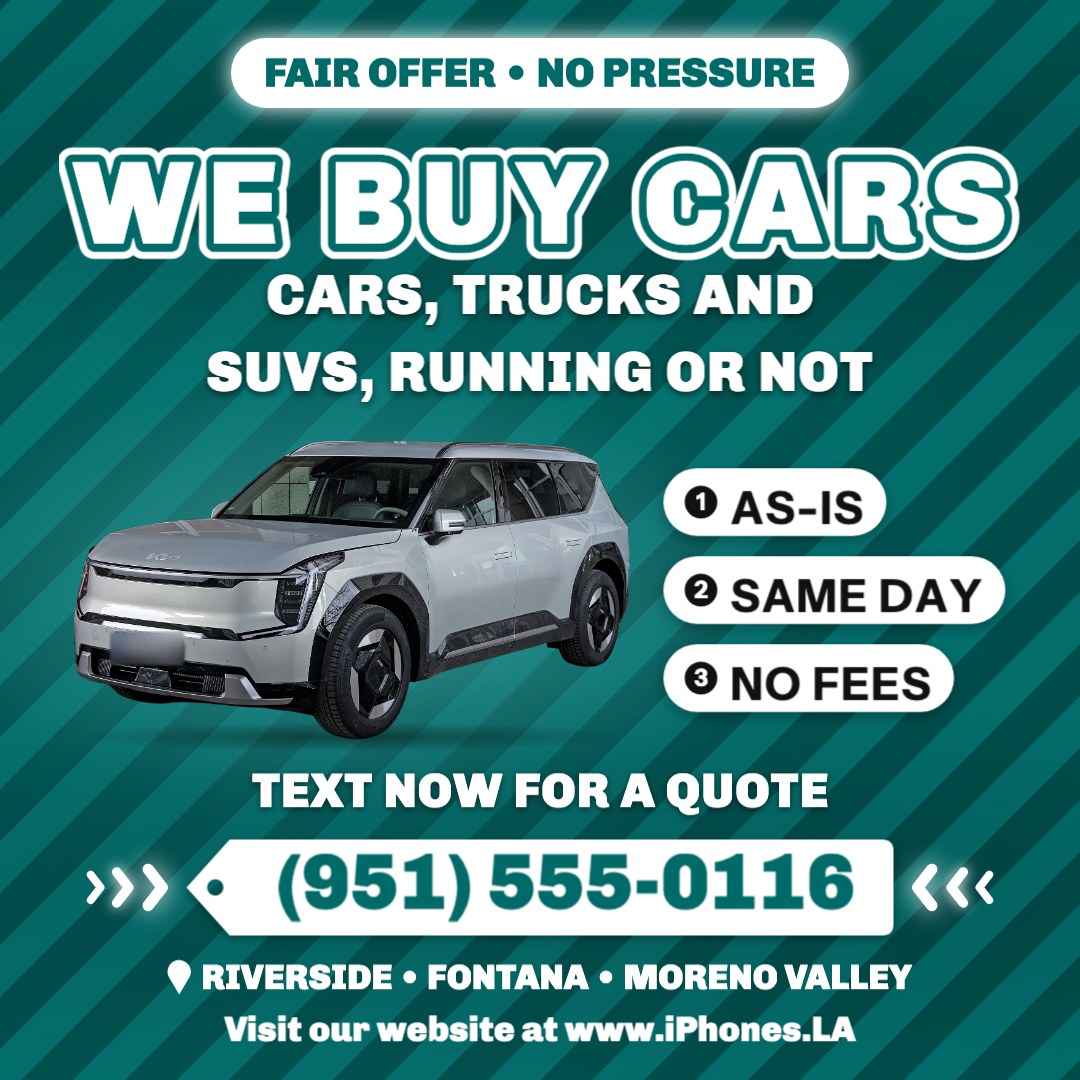 FAIR OFFER • NO PRESSURE
WE BUY CARS
CARS, TRUCKS AND
SUVS, RUNNING OR NOT
1 AS-IS
2 SAME DAY
3 NO FEES
TEXT NOW FOR A QUOTE
(951) 555-0116
RIVERSIDE • FONTANA • MORENO VALLEY
Visit our website at www.iPhones.LA